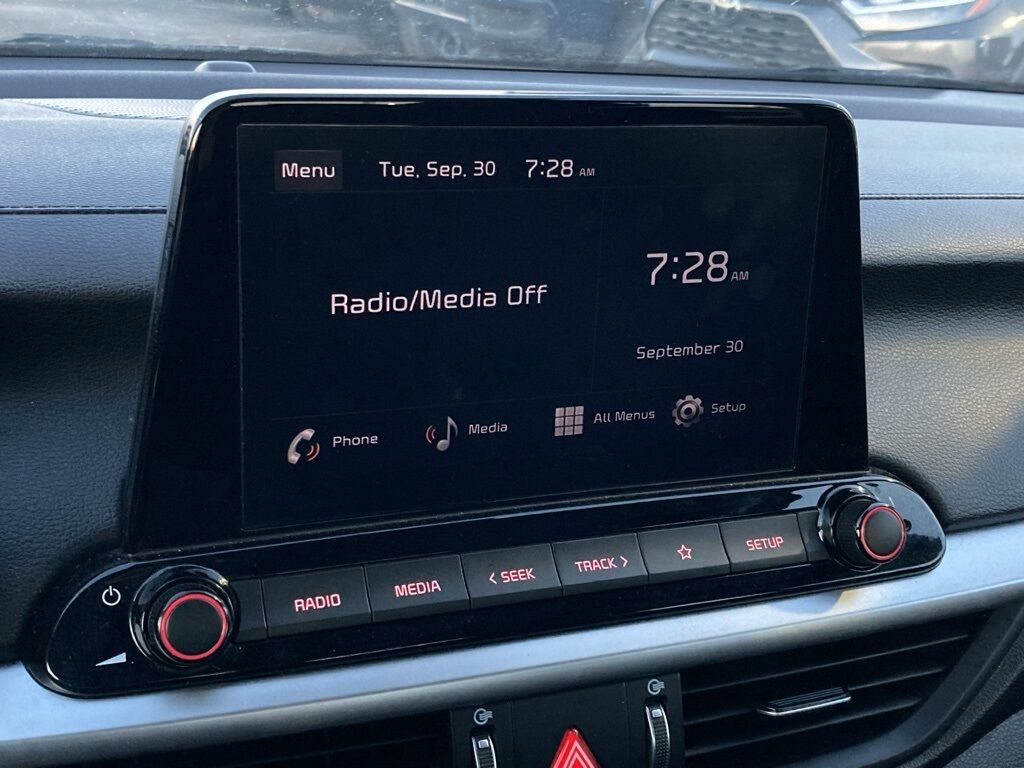 Menu Tue, Sep. 30 7:28 AM
7:28 AM
Radio/Media Off
September 30
Phone Media All Menus Setup
RADIO MEDIA < SEEK TRACK > SETUP